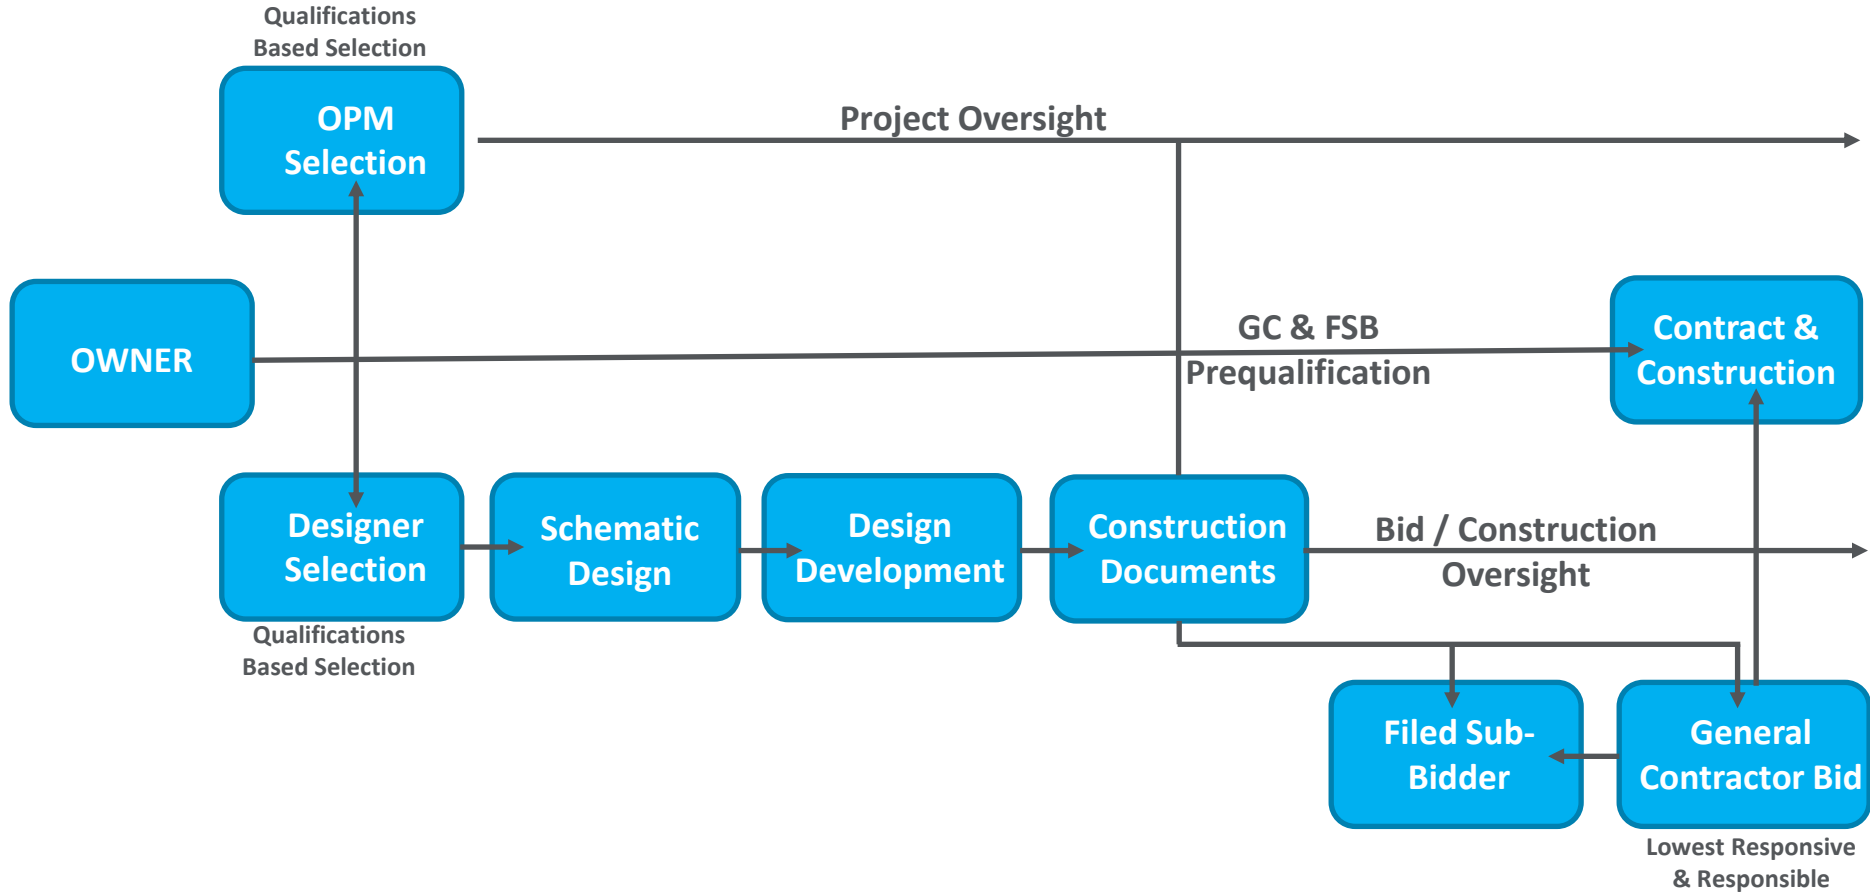 Qualifications
Based Selection
OPM
Selection
Project Oversight
OWNER
GC & FSB
Prequalification
Contract &
Construction
Designer
Selection
Qualifications
Based Selection
Schematic
Design
Design
Development
Construction
Documents
Bid / Construction
Oversight
Filed Sub-
Bidder
General
Contractor Bid
Lowest Responsive
& Responsible